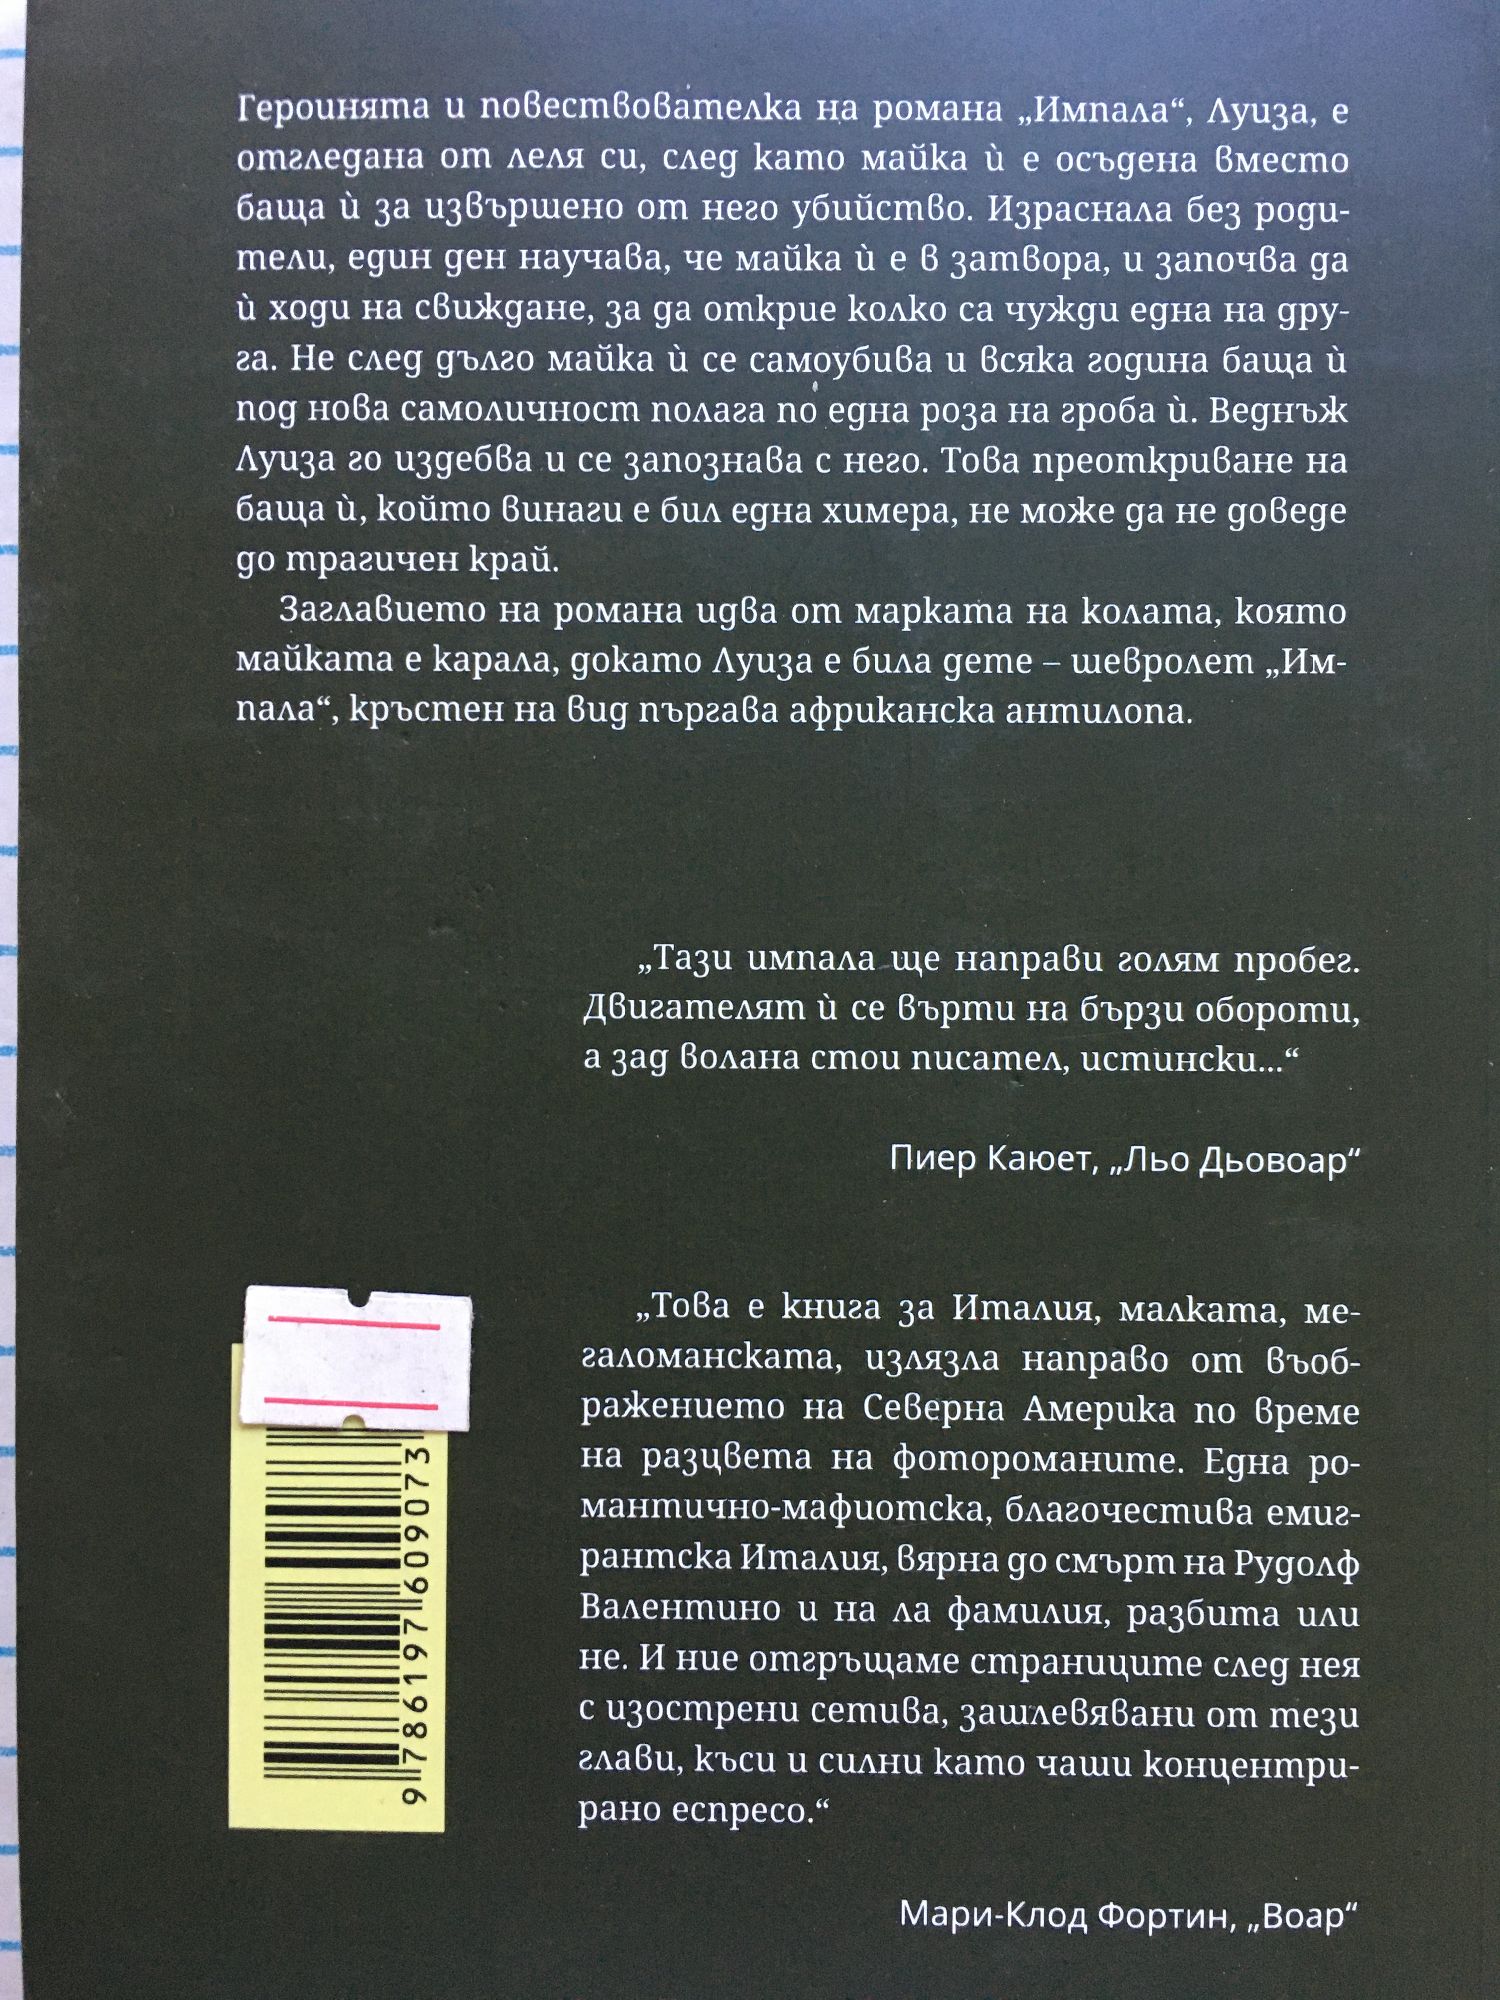 Героинята и повествователка на романа „Импала“, Луиза, е
отгледана от леля си, след като майка ѝ е осъдена вместо
баща ѝ за извършено от него убийство. Израснала без роди-
тели, един ден научава, че майка ѝ е в затвора, и започва да
ѝ ходи на свиждане, за да открие колко са чужди една на дру-
га. Не след дълго майка ѝ се самоубива и всяка година баща ѝ
под нова самоличност полага по една роза на гроба ѝ. Веднъж
Луиза го издебва и се запознава с него. Това преоткриване на
баща ѝ, който винаги е бил една химера, не може да не доведе
до трагичен край.
Заглавието на романа идва от марката на колата, която
майката е карала, докато Луиза е била дете – шевролет „Им-
пала“, кръстен на вид пъргава африканска антилопа.
„Тази импала ще направи голям пробег.
Двигателят ѝ се върти на бързи обороти,
а зад волана стои писател, истински...“
Пиер Каюет, „Льо Дьовоар“
„Това е книга за Италия, малката, ме-
галоманската, излязла направо от въоб-
ражението на Северна Америка по време
на разцвета на фотороманите. Една ро-
мантично-мафиотска, благочестива емиг-
рантска Италия, вярна до смърт на Рудолф
Валентино и на ла фамилия, разбита или
не. И ние отгръщаме страниците след нея
с изострени сетива, зашлевявани от тези
глави, къси и силни като чаши концентри-
рано еспресо.“
Мари-Клод Фортин, „Воар“
9 786197 609073